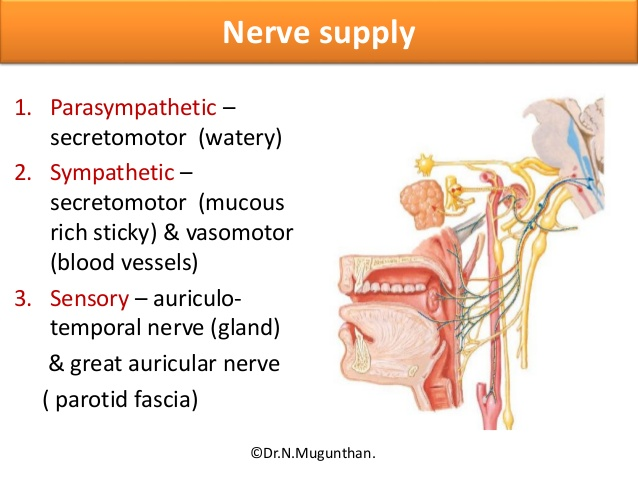 Nerve supply
1. Parasympathetic –
secretomotor (watery)
2. Sympathetic –
secretomotor (mucous
rich sticky) & vasomotor
(blood vessels)
3. Sensory – auriculo-
temporal nerve (gland)
& great auricular nerve
( parotid fascia)
©Dr.N.Mugunthan.